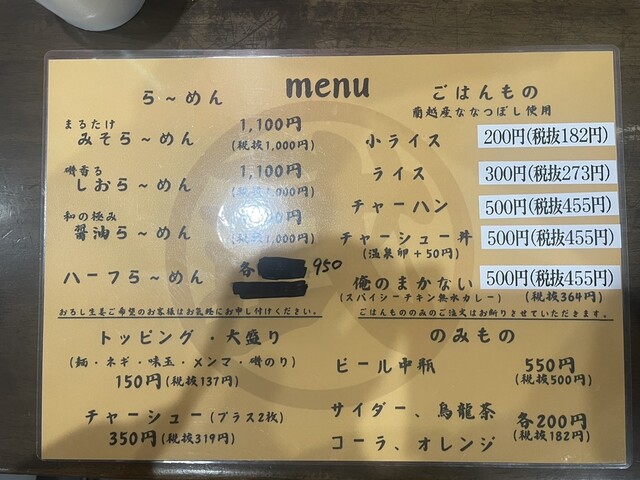 menu
ら～めん
まるたけ
みそら～めん
1,100円
(税抜1,000円)
磯香る
しおら～めん
1,100円
(税抜1,000円)
和の極み
醤油ら～めん
(税抜1,000円)
ハーフら～めん
各
950
おろし生姜ご希望のお客様はお気軽にお申し付けください。
トッピング・大盛り
(麺・ネギ・味玉・メンマ・磯のり)
150円(税抜137円)
チャーシュー(プラス2枚)
350円(税抜319円)
ごはんもの
蘭越産ななつぼし使用
小ライス
200円(税抜182円)
ライス
300円(税抜273円)
チャーハン
500円(税抜455円)
チャーシュー丼
500円(税抜455円)
(温泉卵+50円)
俺のまかない
500円(税抜455円)
(スパイシーチキン無水カレー)
(税抜364円)
ごはんもののみのご注文はお断りさせていただきます。
のみもの
ビール中瓶
550円
(税抜500円)
サイダー、烏龍茶
コーラ、オレンジ
各200円
(税抜182円)